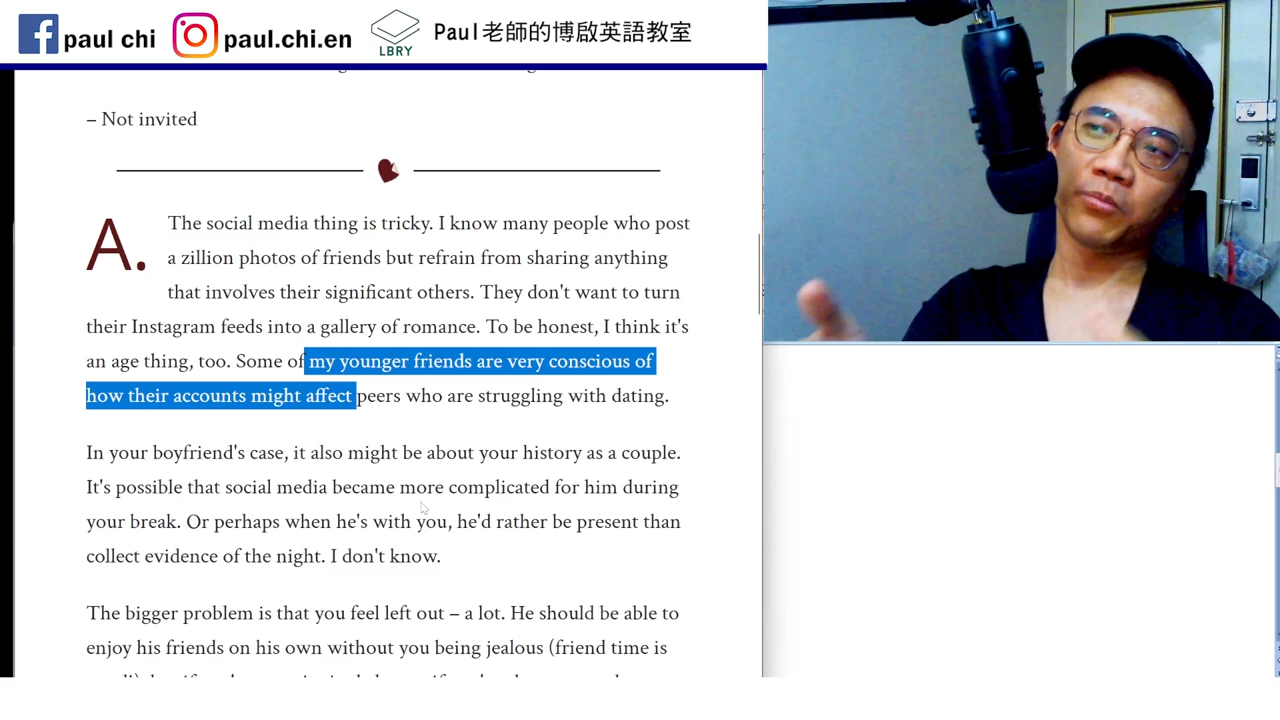 paul chi
paul.chi.en
LBRY
Paul老師的博啟英語教室
– Not invited
A.
The social media thing is tricky. I know many people who post
a zillion photos of friends but refrain from sharing anything
that involves their significant others. They don't want to turn
their Instagram feeds into a gallery of romance. To be honest, I think it's
an age thing, too. Some of my younger friends are very conscious of
how their accounts might affect peers who are struggling with dating.
In your boyfriend's case, it also might be about your history as a couple.
It's possible that social media became more complicated for him during
your break. Or perhaps when he's with you, he'd rather be present than
collect evidence of the night. I don't know.
The bigger problem is that you feel left out – a lot. He should be able to
enjoy his friends on his own without you being jealous (friend time is